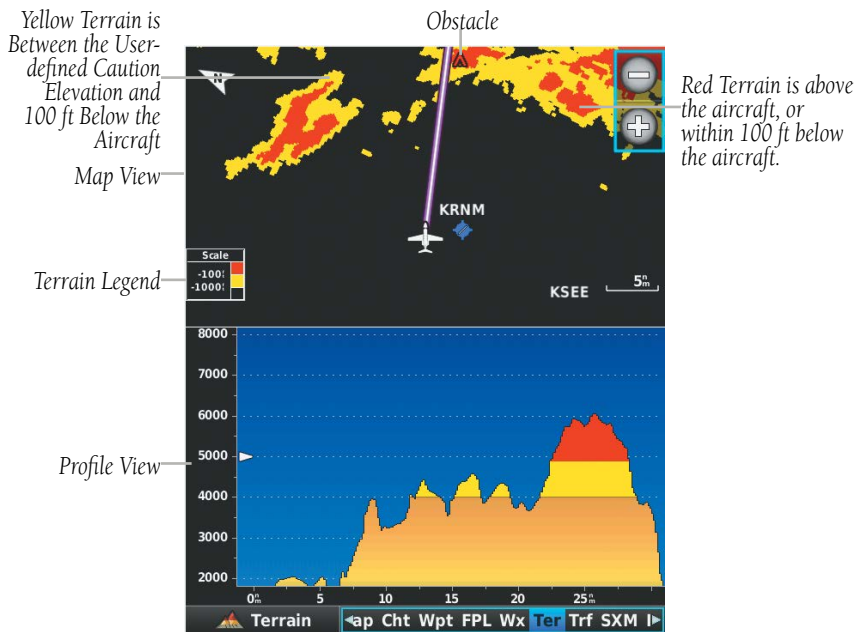 Yellow Terrain is
Between the User-
defined Caution
Elevation and
100 ft Below the
Aircraft
Obstacle
Red Terrain is above
the aircraft, or
within 100 ft below
the aircraft.
Map View
N
KRNM
Terrain Legend
Scale
-100ft
-1000ft
KSEE
5nm
Profile View
8000
7000
6000
5000
4000
3000
2000
0nm 5 10 15 20 25nm
Terrain
ap Cht Wpt FPL Wx Ter Trf SXM